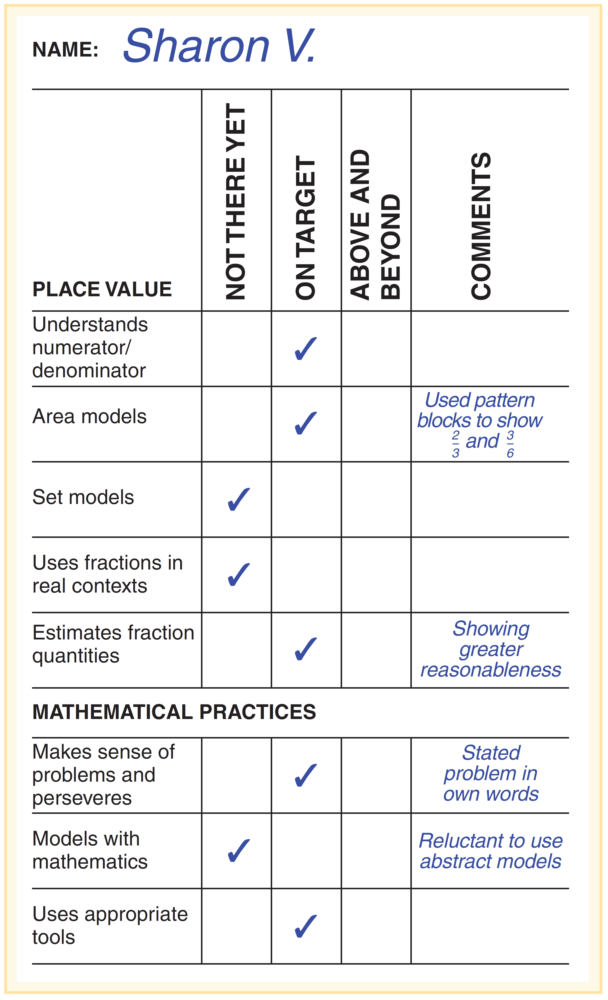 NAME: Sharon V.
PLACE VALUE
NOT THERE YET
ON TARGET
ABOVE AND
BEYOND
COMMENTS
Understands
numerator/
denominator
✓
Area models
✓
Used pattern
blocks to show
2/3 and 3/6
Set models
✓
Uses fractions in
real contexts
✓
Estimates fraction
quantities
✓
Showing
greater
reasonableness
MATHEMATICAL PRACTICES
Makes sense of
problems and
perseveres
✓
Stated
problem in
own words
Models with
mathematics
✓
Reluctant to use
abstract models
Uses appropriate
tools
✓